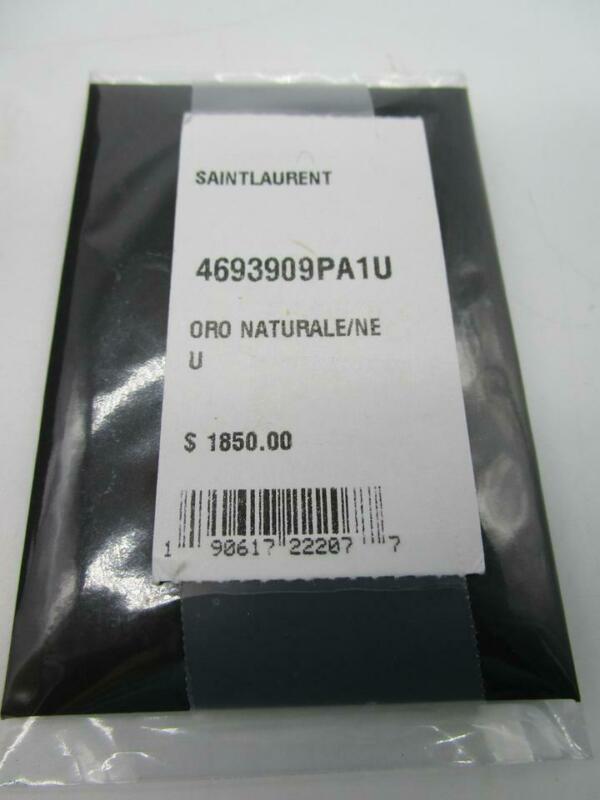 SAINTLAURENT
4693909PA1U
ORO NATURALE/NE
U
$ 1850.00
1 90617 22207 7